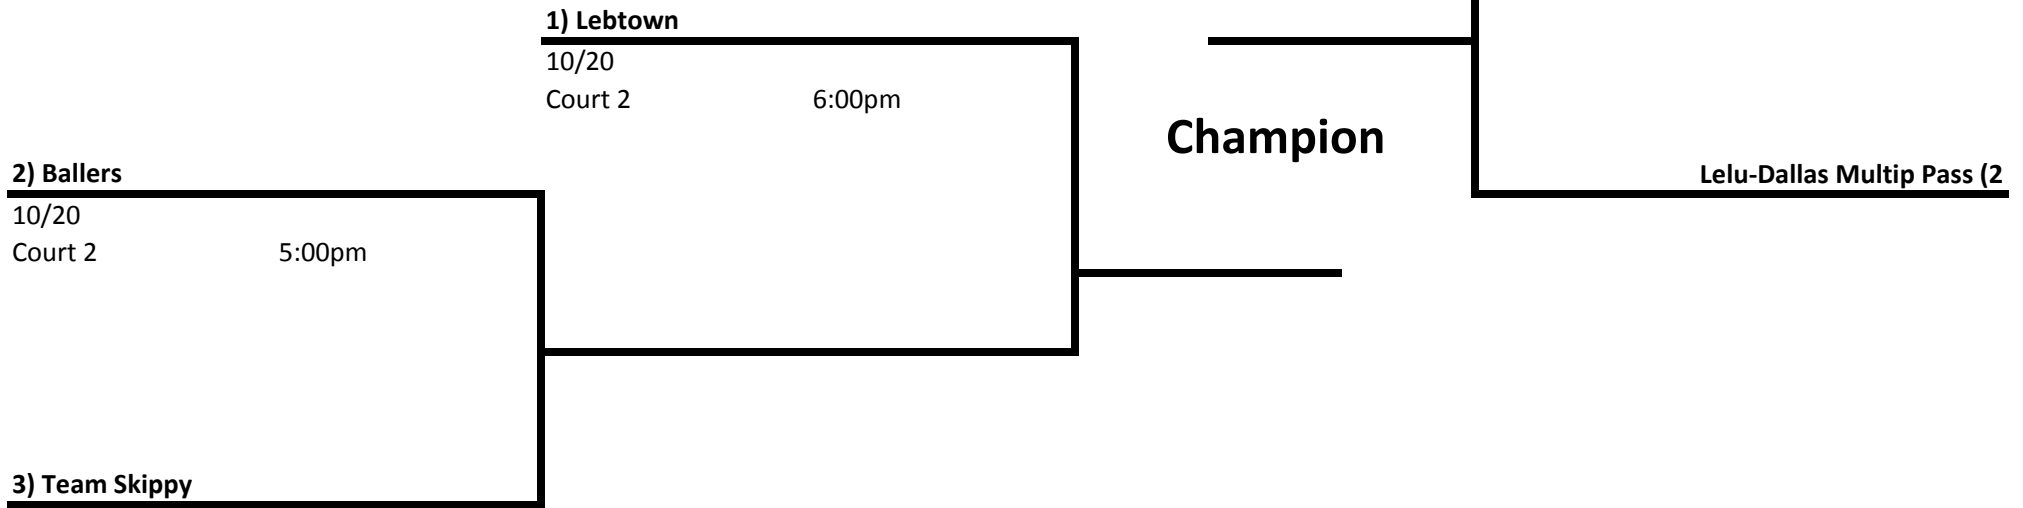 1) Lebtown
10/20
Court 2 6:00pm
Champion
2) Ballers
Lelu-Dallas Multip Pass (2
10/20
Court 2 5:00pm
3) Team Skippy